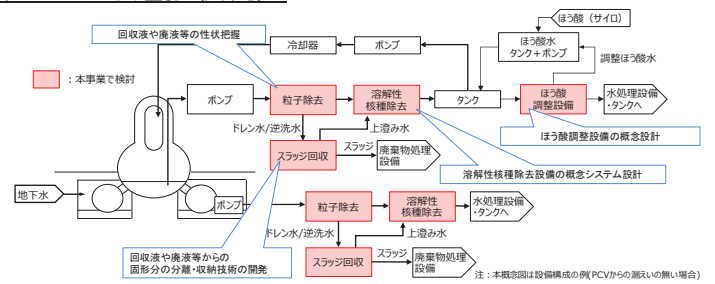 回収液や廃液等の性状把握
冷却器
ポンプ
ほう酸（サイロ）
ほう酸水
タンク＋ポンプ
調整ほう酸水
：本事業で検討
ポンプ
粒子除去
溶解性
核種除去
タンク
ほう酸
調整設備
水処理設備
・タンクへ
ドレン水/逆洗水
上澄み水
ほう酸調整設備の概念設計
スラッジ回収
スラッジ
廃棄物処理
設備
溶解性核種除去設備の概念システム設計
地下水
ポンプ
粒子除去
溶解性
核種除去
水処理設備
・タンクへ
ドレン水/逆洗水
上澄み水
回収液や廃液等からの
固形分の分離・収納技術の開発
スラッジ回収
スラッジ
廃棄物処理
設備
注：本概念図は設備構成の例(PCVからの漏えいの無い場合)